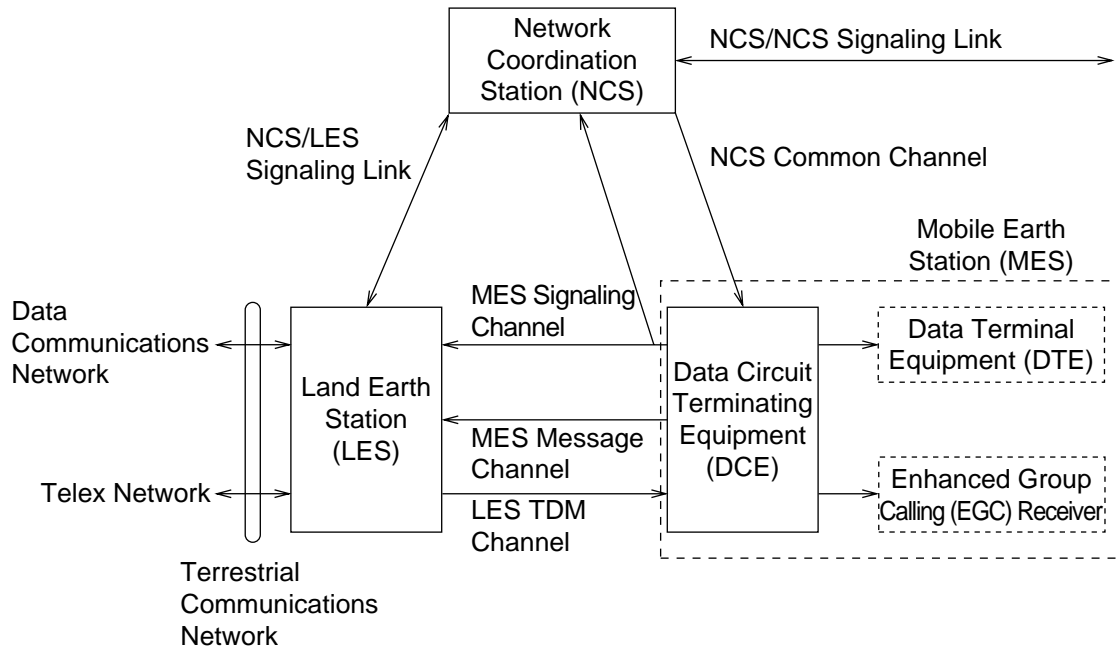 Network
Coordination
Station (NCS)
NCS/NCS Signaling Link
NCS/LES
Signaling Link
NCS Common Channel
Mobile Earth
Station (MES)
Data
Communications
Network
MES Signaling
Channel
Data Terminal
Equipment (DTE)
Land Earth
Station
(LES)
Data Circuit
Terminating
Equipment
(DCE)
MES Message
Channel
Telex Network
LES TDM
Channel
Enhanced Group
Calling (EGC) Receiver
Terrestrial
Communications
Network